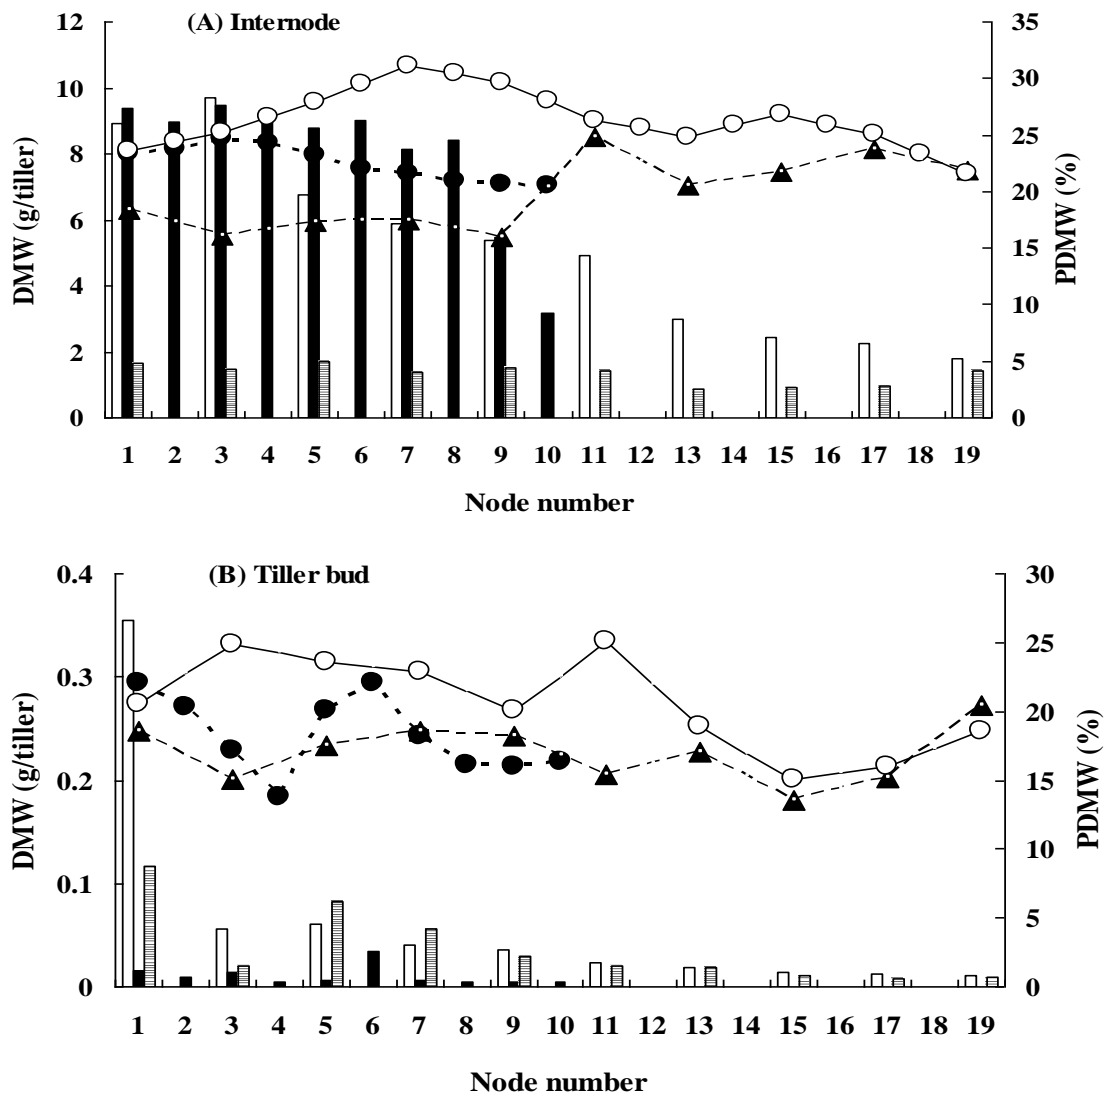 (A) Internode
12
10
8
6
4
2
0
DMW (g/tiller)
35
30
25
20
15
10
5
0
PDMW (%)
1 2 3 4 5 6 7 8 9 10 11 12 13 14 15 16 17 18 19
Node number
(B) Tiller bud
0.4
0.3
0.2
0.1
0
DMW (g/tiller)
30
25
20
15
10
5
0
PDMW (%)
1 2 3 4 5 6 7 8 9 10 11 12 13 14 15 16 17 18 19
Node number